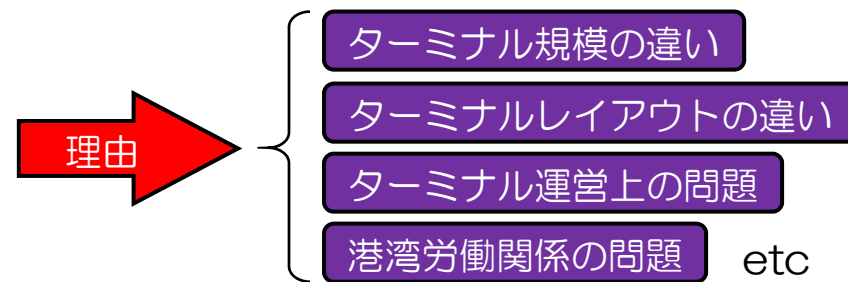 ターミナル規模の違い
ターミナルレイアウトの違い
理由
ターミナル運営上の問題
港湾労働関係の問題 etc